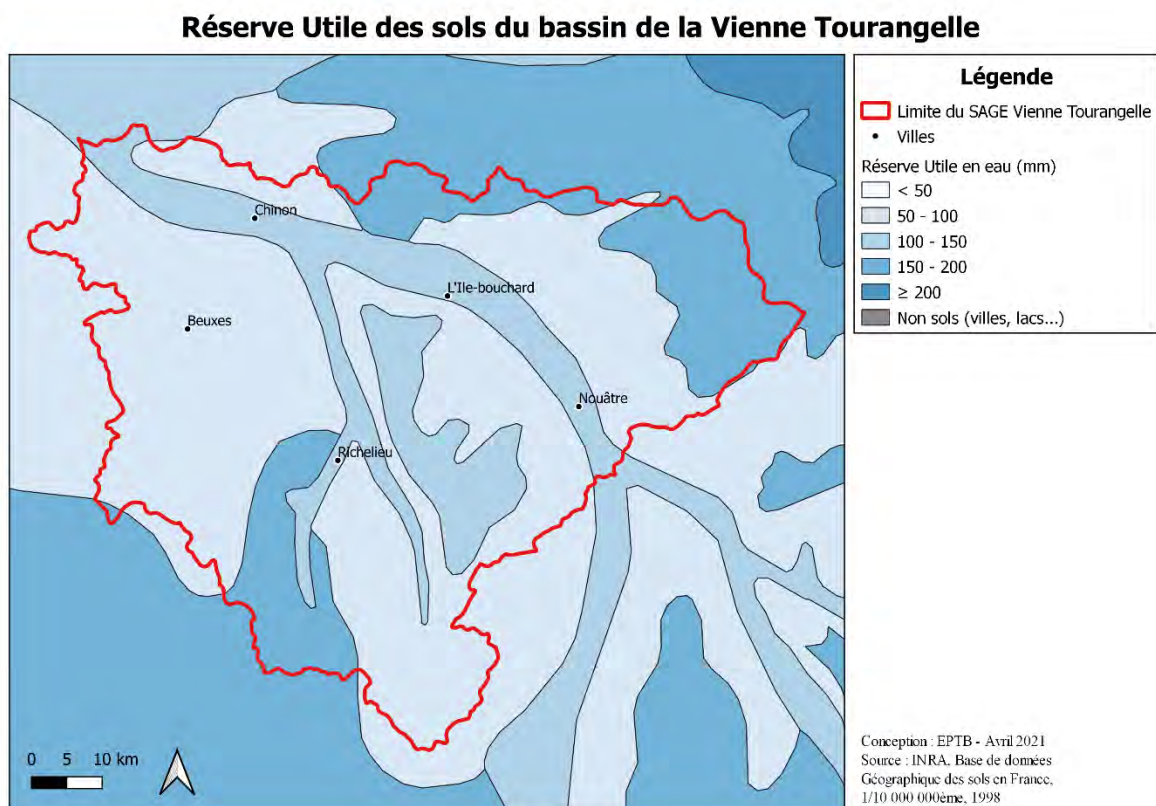 Réserve Utile des sols du bassin de la Vienne Tourangelle
Légende
Limite du SAGE Vienne Tourangelle
Villes
Réserve Utile en eau (mm)
< 50
50 - 100
100 - 150
150 - 200
≥ 200
Non sols (villes, lacs...)
Chinon
L'Ile-bouchard
Beuxes
Nouâtre
Richelieu
0 5 10 km
Conception : EPTB - Avril 2021
Source : INRA, Base de données
Géographique des sols en France,
1/10 000 000ème, 1998